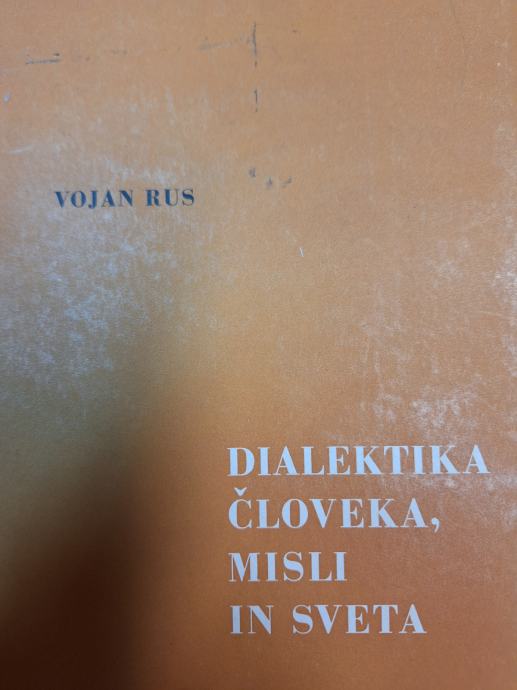 VOJAN RUS
DIALEKTIKA
ČLOVEKA,
MISLI
IN SVETA